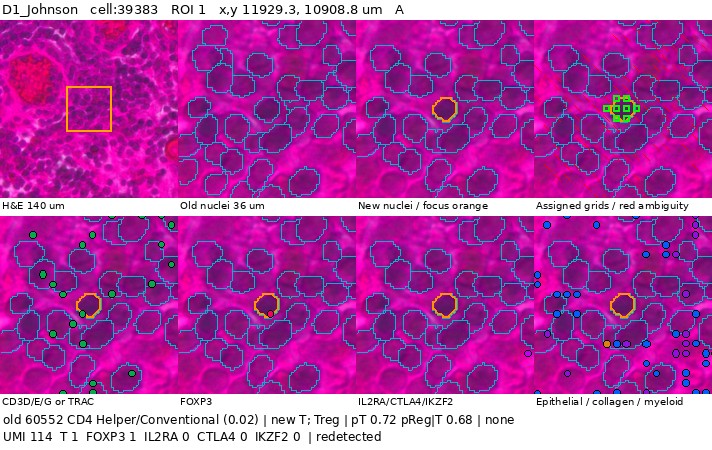 D1_Johnson cell:39383 ROI 1 x,y 11929.3, 10908.8 um A
H&E 140 um
Old nuclei 36 um
New nuclei / focus orange
Assigned grids / red ambiguity
CD3D/E/G or TRAC
FOXP3
IL2RA/CTLA4/IKZF2
Epithelial / collagen / myeloid
old 60552 CD4 Helper/Conventional (0.02) | new T; Treg | pT 0.72 pReg|T 0.68 | none
UMI 114 T 1 FOXP3 1 IL2RA 0 CTLA4 0 IKZF2 0 | redetected